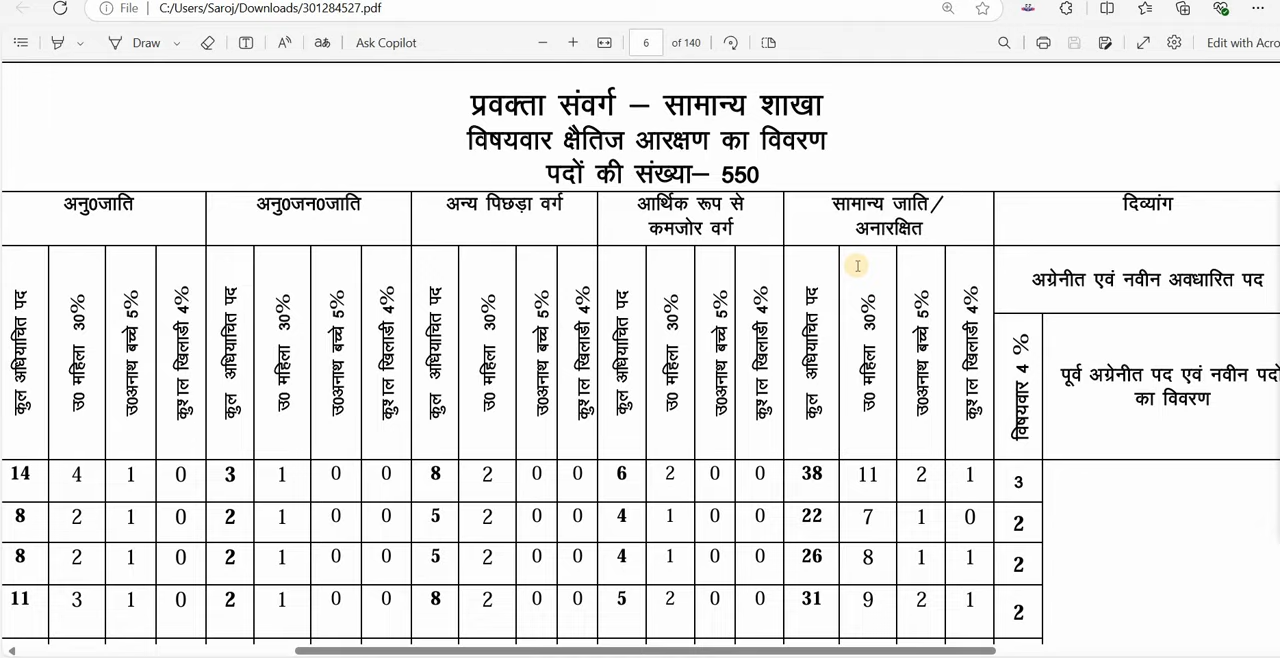 File C:/Users/Saroj/Downloads/301284527.pdf
Draw
Ask Copilot
6 of 140
Edit with Acro
प्रवक्ता संवर्ग – सामान्य शाखा
विषयवार क्षैतिज आरक्षण का विवरण
पदों की संख्या– 550
अनु0जाति अनु0जन0जाति अन्य पिछड़ा वर्ग आर्थिक रूप से कमजोर वर्ग सामान्य जाति/ अनारक्षित दिव्यांग
अग्रेनीत एवं नवीन अवधारित पद
कुल अधियाचित पद उ0 महिला 30% उ0अनाथ बच्चे 5% कुशल खिलाडी 4% कुल अधियाचित पद उ0 महिला 30% उ0अनाथ बच्चे 5% कुशल खिलाडी 4% कुल अधियाचित पद उ0 महिला 30% उ0अनाथ बच्चे 5% कुशल खिलाडी 4% कुल अधियाचित पद उ0 महिला 30% उ0अनाथ बच्चे 5% कुशल खिलाडी 4% कुल अधियाचित पद उ0 महिला 30% उ0अनाथ बच्चे 5% कुशल खिलाडी 4% विषयवार 4 %
पूर्व अग्रेनीत पद एवं नवीन पदो
का विवरण
14 4 1 0 3 1 0 0 8 2 0 0 6 2 0 0 38 11 2 1 3
8 2 1 0 2 1 0 0 5 2 0 0 4 1 0 0 22 7 1 0 2
8 2 1 0 2 1 0 0 5 2 0 0 4 1 0 0 26 8 1 1 2
11 3 1 0 2 1 0 0 8 2 0 0 5 2 0 0 31 9 2 1 2